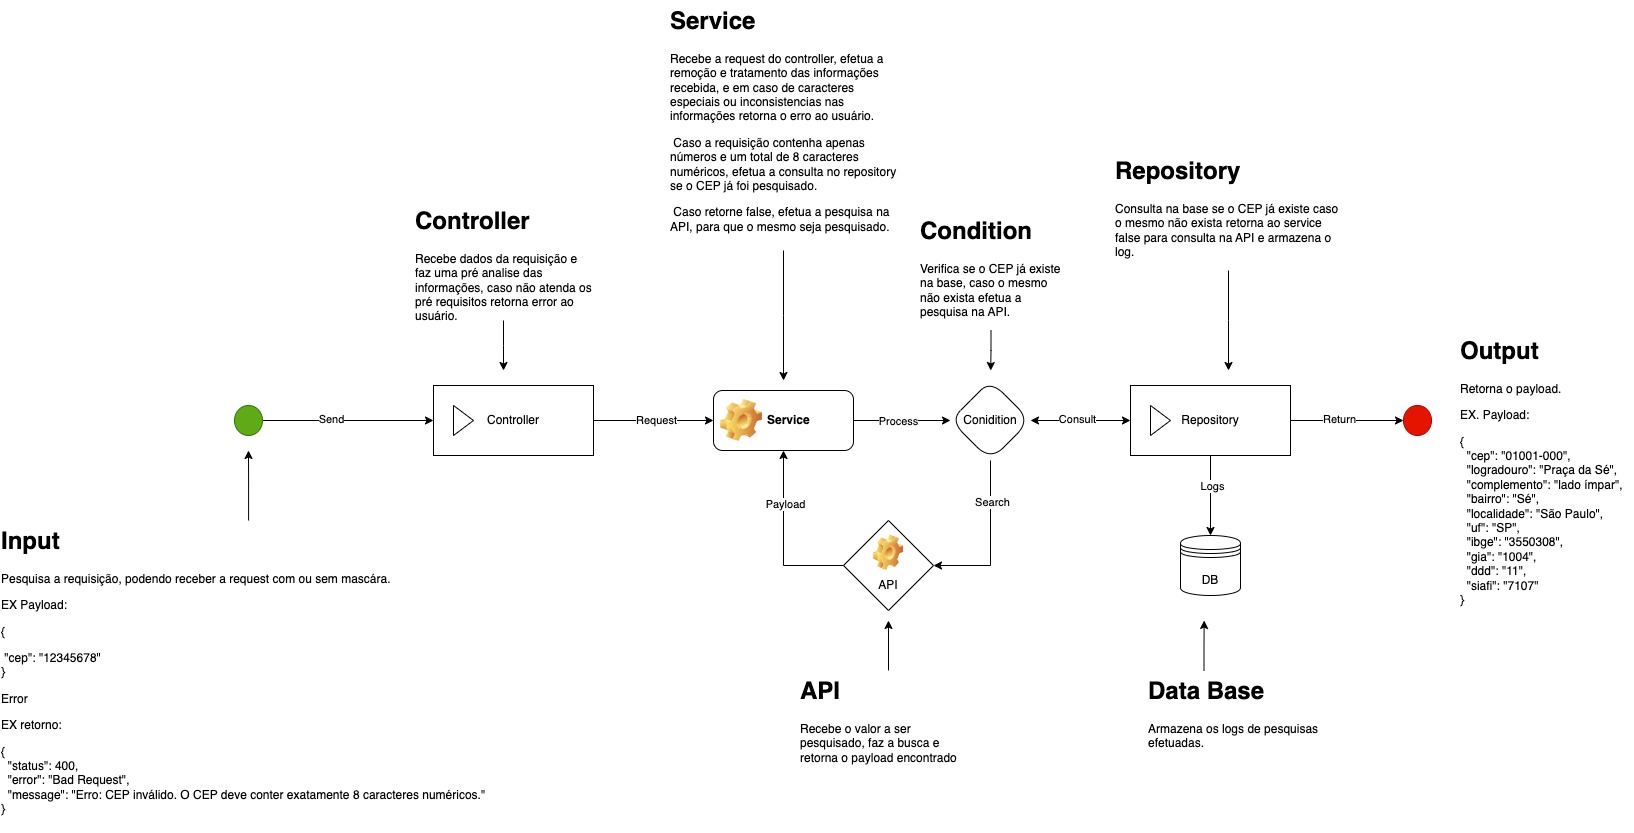 Service
Recebe a request do controller, efetua a
remoção e tratamento das informações
recebida, e em caso de caracteres
especiais ou inconsistencias nas
informações retorna o erro ao usuário.
Caso a requisição contenha apenas
números e um total de 8 caracteres
numéricos, efetua a consulta no repository
se o CEP já foi pesquisado.
Caso retorne false, efetua a pesquisa na
API, para que o mesmo seja pesquisado.
Controller
Recebe dados da requisição e
faz uma pré analise das
informações, caso não atenda os
pré requisitos retorna error ao
usuário.
Condition
Verifica se o CEP já existe
na base, caso o mesmo
não exista efetua a
pesquisa na API.
Repository
Consulta na base se o CEP já existe caso
o mesmo não exista retorna ao service
false para consulta na API e armazena o
log.
Send
Controller
Request
Service
Process
Conidition
Consult
Repository
Return
Payload
Search
Logs
API
DB
Output
Retorna o payload.
EX. Payload:
{
"cep": "01001-000",
"logradouro": "Praça da Sé",
"complemento": "lado ímpar",
"bairro": "Sé",
"localidade": "São Paulo",
"uf": "SP",
"ibge": "3550308",
"gia": "1004",
"ddd": "11",
"siafi": "7107"
}
Input
Pesquisa a requisição, podendo receber a request com ou sem mascára.
EX Payload:
{
"cep": "12345678"
}
Error
EX retorno:
{
"status": 400,
"error": "Bad Request",
"message": "Erro: CEP inválido. O CEP deve conter exatamente 8 caracteres numéricos."
}
API
Recebe o valor a ser
pesquisado, faz a busca e
retorna o payload encontrado
Data Base
Armazena os logs de pesquisas
efetuadas.